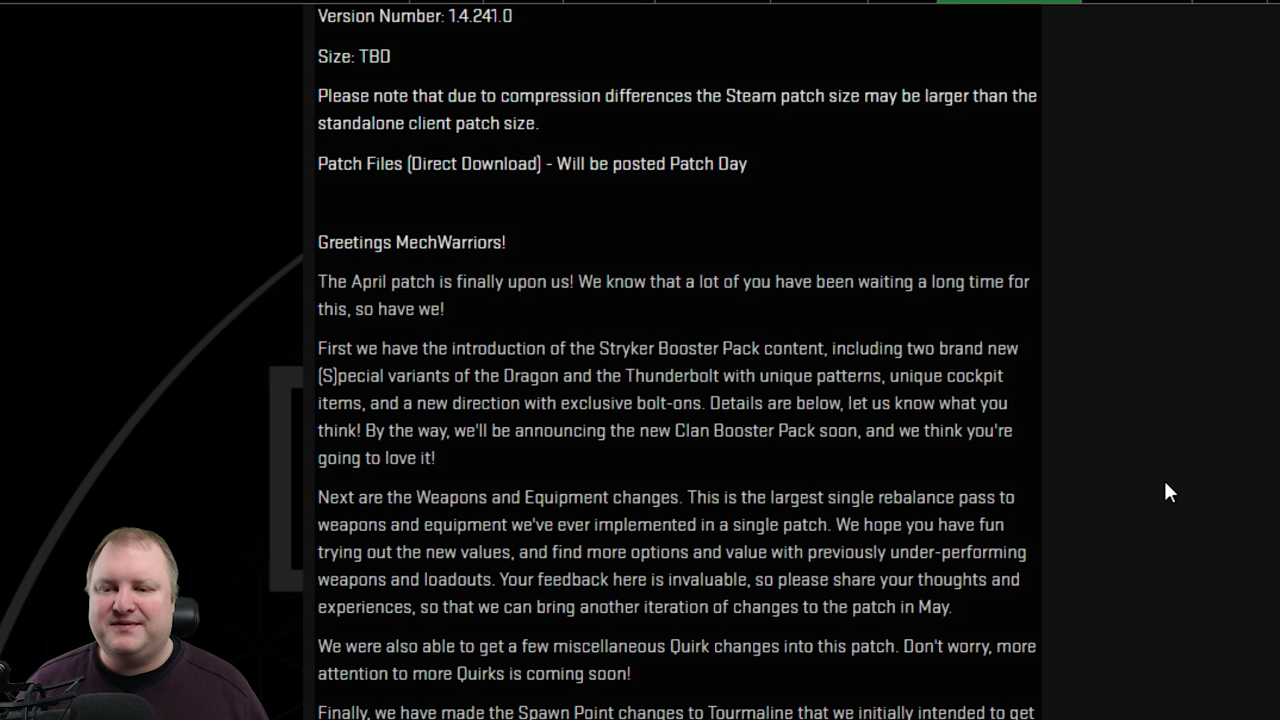 Version Number: 1.4.241.0
Size: TBD
Please note that due to compression differences the Steam patch size may be larger than the
standalone client patch size.
Patch Files (Direct Download) - Will be posted Patch Day
Greetings MechWarriors!
The April patch is finally upon us! We know that a lot of you have been waiting a long time for
this, so have we!
First we have the introduction of the Stryker Booster Pack content, including two brand new
(S)pecial variants of the Dragon and the Thunderbolt with unique patterns, unique cockpit
items, and a new direction with exclusive bolt-ons. Details are below, let us know what you
think! By the way, we'll be announcing the new Clan Booster Pack soon, and we think you're
going to love it!
Next are the Weapons and Equipment changes. This is the largest single rebalance pass to
weapons and equipment we've ever implemented in a single patch. We hope you have fun
trying out the new values, and find more options and value with previously under-performing
weapons and loadouts. Your feedback here is invaluable, so please share your thoughts and
experiences, so that we can bring another iteration of changes to the patch in May.
We were also able to get a few miscellaneous Quirk changes into this patch. Don't worry, more
attention to more Quirks is coming soon!
Finally, we have made the Spawn Point changes to Tourmaline that we initially intended to get